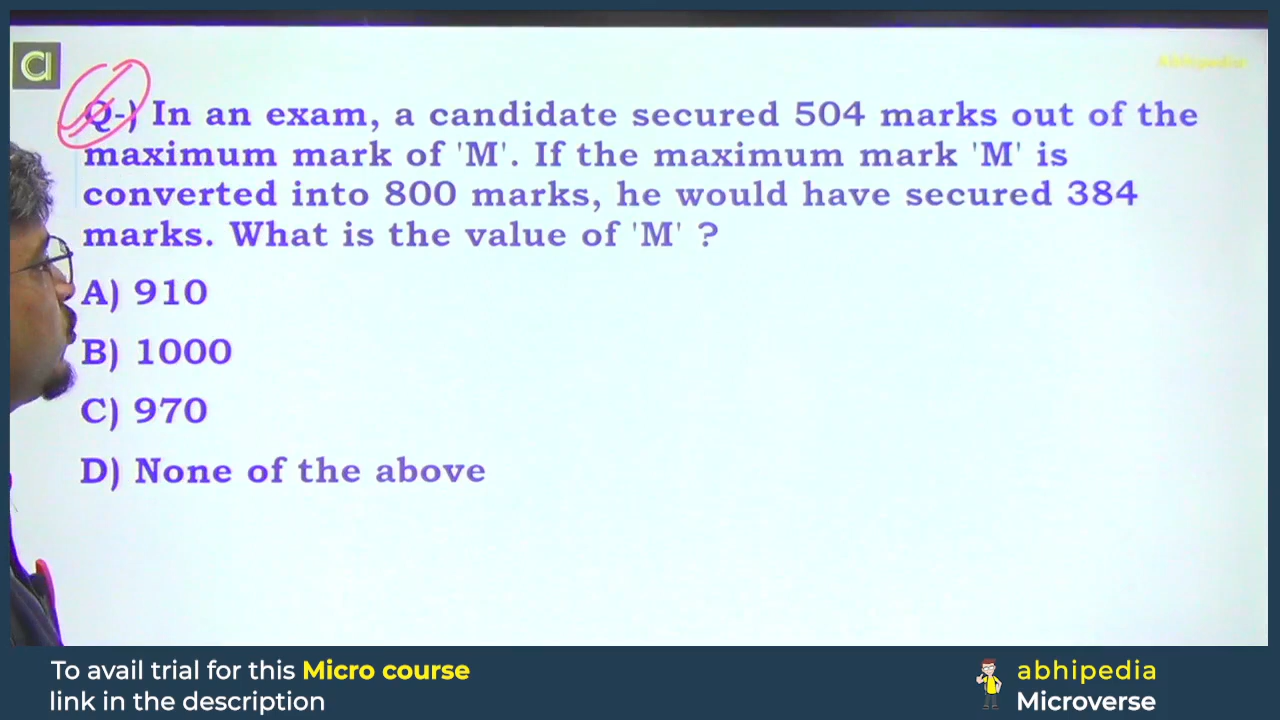 Abhipedia
Q-) In an exam, a candidate secured 504 marks out of the
maximum mark of 'M'. If the maximum mark 'M' is
converted into 800 marks, he would have secured 384
marks. What is the value of 'M' ?
A) 910
B) 1000
C) 970
D) None of the above
To avail trial for this Micro course
link in the description
abhipedia
Microverse